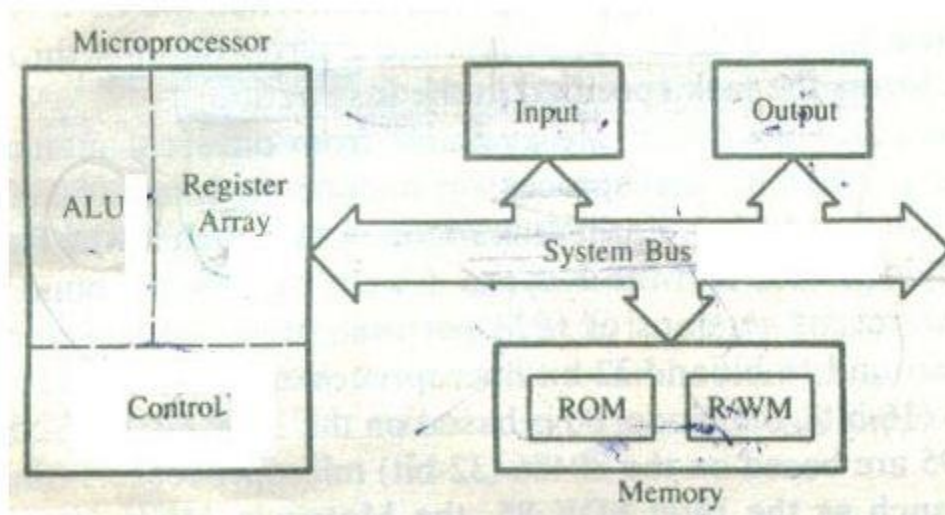 Microprocessor
Input
Output
ALU
Register
Array
System Bus
Control
ROM
R/WM
Memory